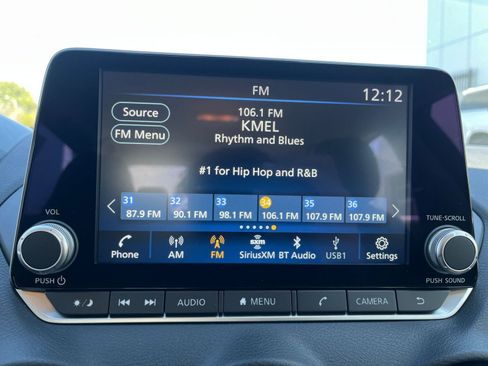 FM
12:12
Source
106.1 FM
KMEL
FM Menu
Rhythm and Blues
#1 for Hip Hop and R&B
31 32 33 34 35 36
87.9 FM 90.1 FM 98.1 FM 106.1 FM 107.9 FM 107.9 FM
VOL
TUNE·SCROLL
sxm
Phone AM FM SiriusXM BT Audio USB1 Settings
PUSH
PUSH SOUND
AUDIO MENU CAMERA